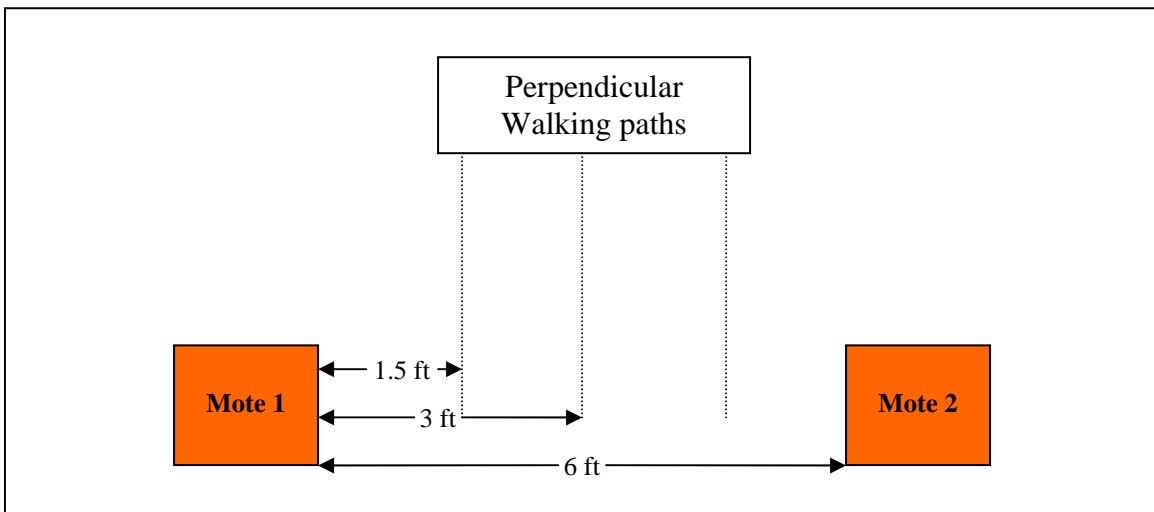 Perpendicular
Walking paths
1.5 ft
Mote 1
3 ft
Mote 2
6 ft